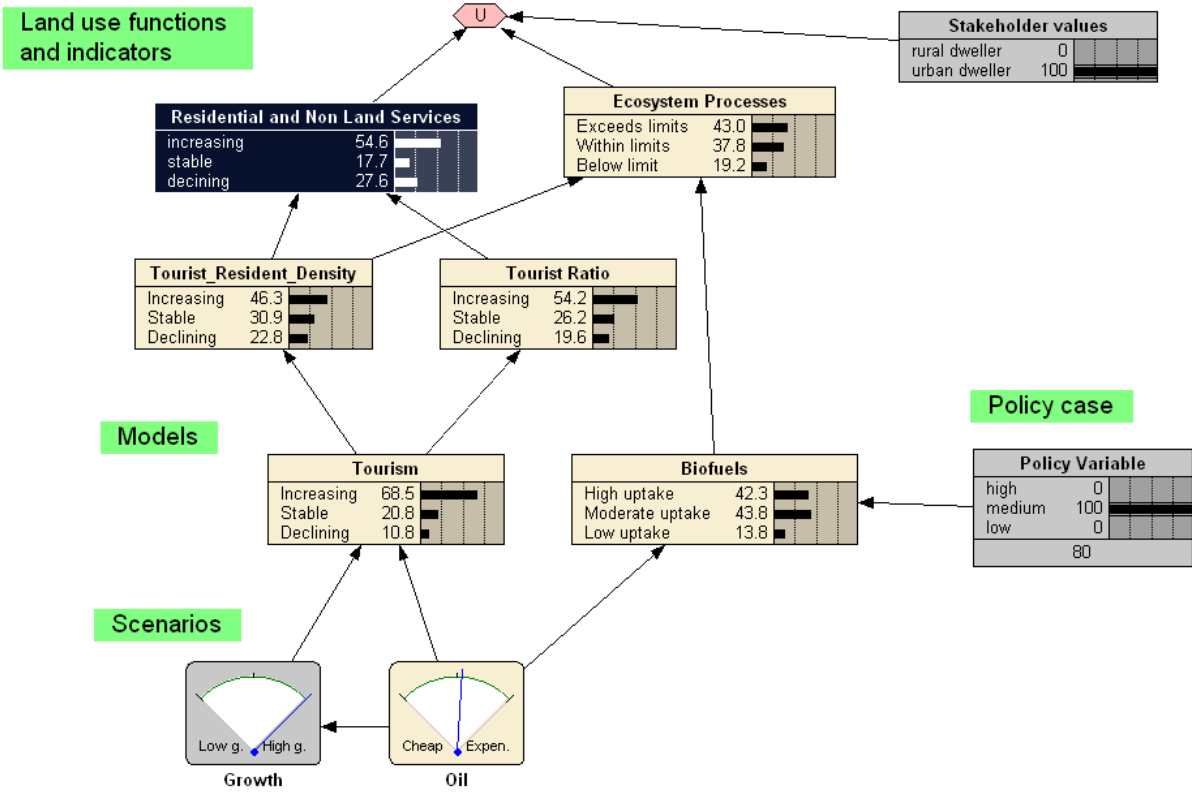 Land use functions
and indicators
U
Stakeholder values
rural dweller 0
urban dweller 100
Residential and Non Land Services
increasing 54.6
stable 17.7
decining 27.6
Ecosystem Processes
Exceeds limits 43.0
Within limits 37.8
Below limit 19.2
Tourist_Resident_Density
Increasing 46.3
Stable 30.9
Declining 22.8
Tourist Ratio
Increasing 54.2
Stable 26.2
Declining 19.6
Policy case
Models
Tourism
Increasing 68.5
Stable 20.8
Declining 10.8
Biofuels
High uptake 42.3
Moderate uptake 43.8
Low uptake 13.8
Policy Variable
high 0
medium 100
low 0
80
Scenarios
Low g. High g.
Growth
Cheap Expen.
Oil